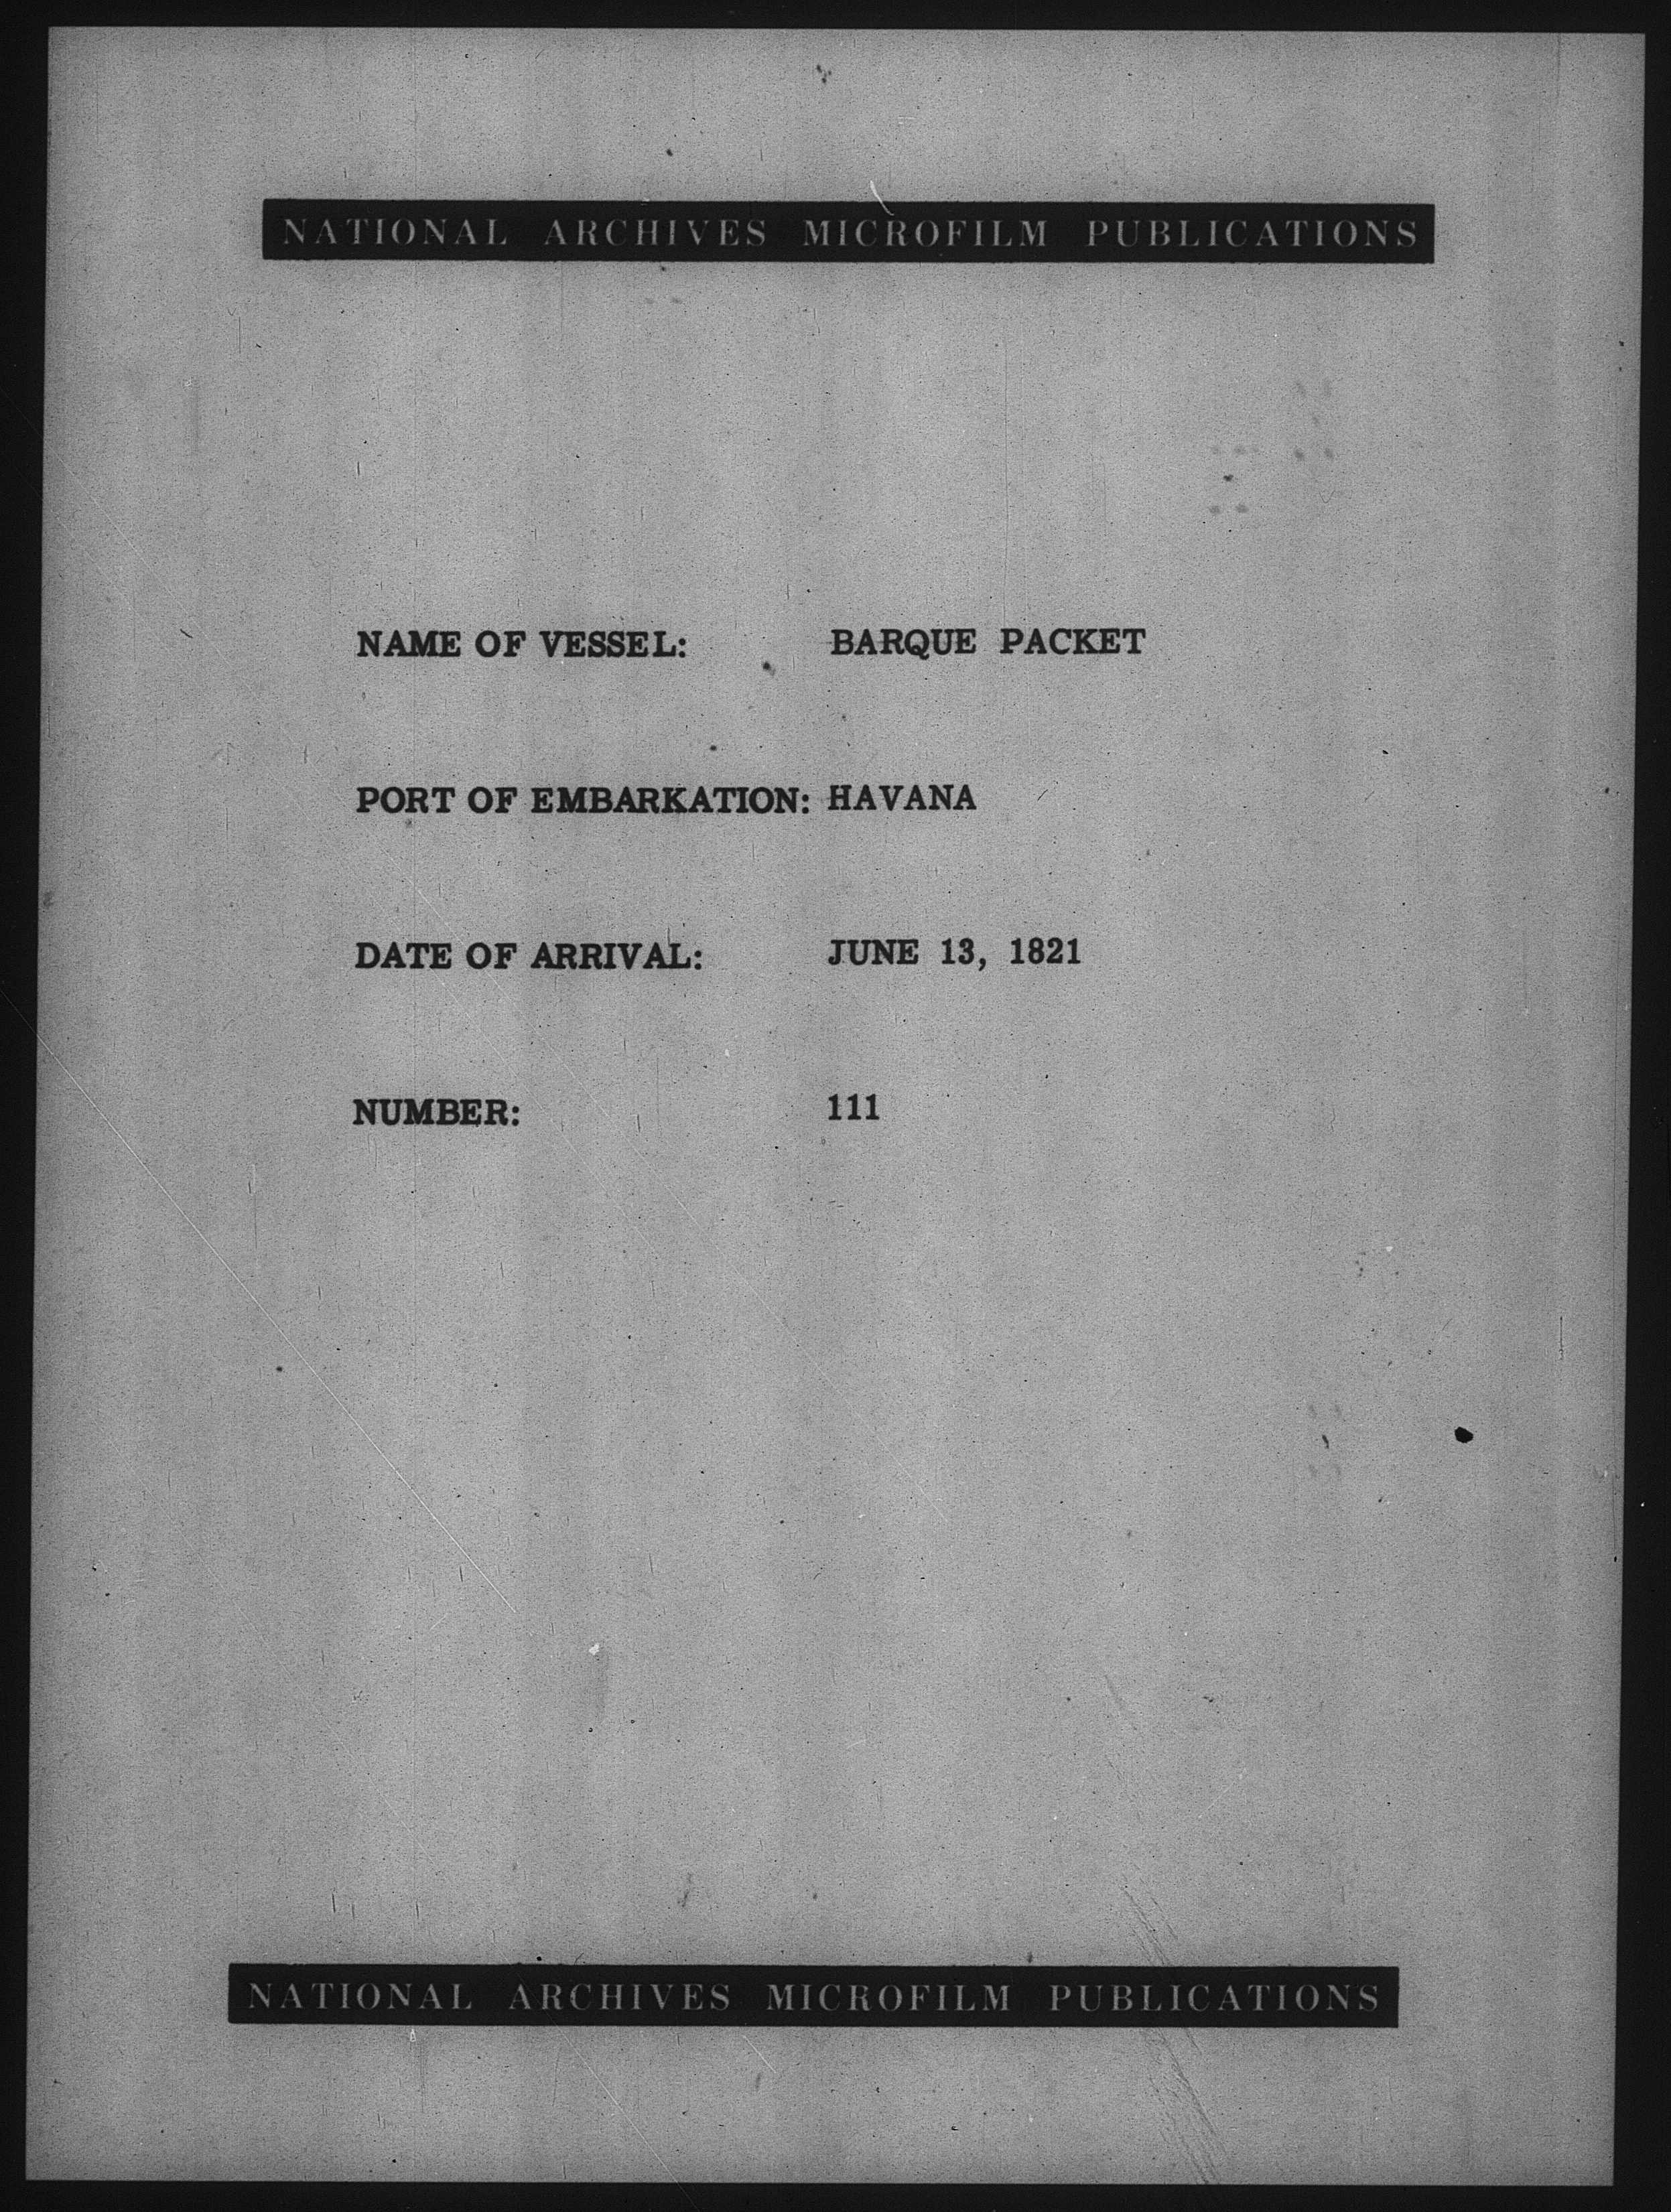 NATIONAL ARCHIVES MICROFILM PUBLICATIONS
NAME OF VESSEL: BARQUE PACKET
PORT OF EMBARKATION: HAVANA
DATE OF ARRIVAL: JUNE 13, 1821
NUMBER: 111
NATIONAL ARCHIVES MICROFILM PUBLICATIONS